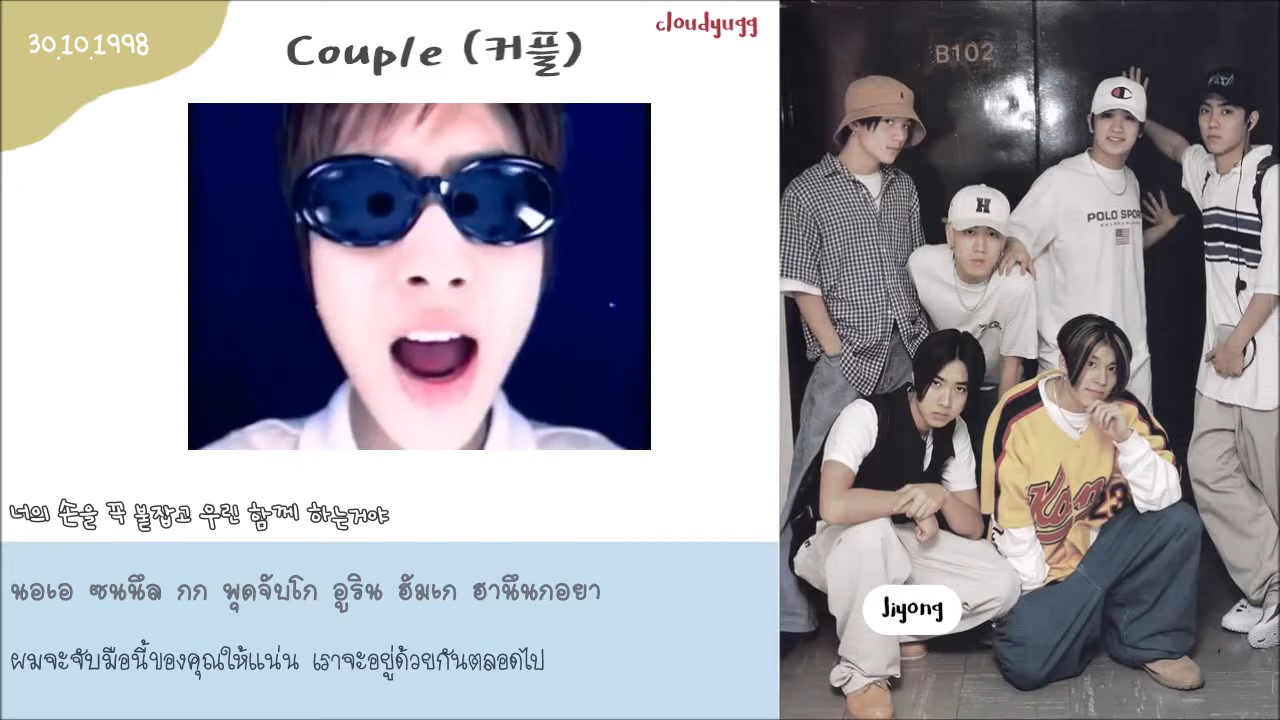 30.10.1998
Couple (커플)
cloudyugg
너의 손을 꼭 붙잡고 우린 함께 하는거야
นอเอ ซนนึล กก พุดจับโก อูริน ฮัมเก ฮานึนกอยา
ผมจะจับมือนี้ของคุณให้แน่น เราจะอยู่ด้วยกันตลอดไป
B102
C
H
POLO SPORT
23
Jiyong